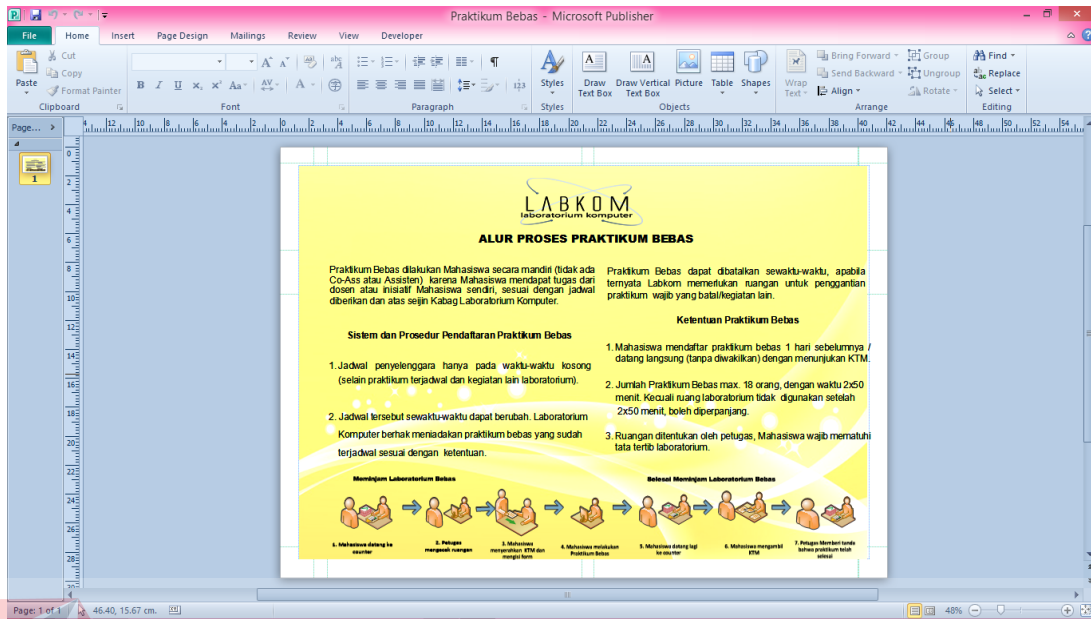 Praktikum Bebas - Microsoft Publisher
File Home Insert Page Design Mailings Review View Developer
Paste
Cut
Copy
Format Painter
Clipboard
Font
Paragraph
Styles
Styles
Draw Text Box
Draw Vertical Text Box
Picture
Table
Shapes
Objects
Wrap Text
Bring Forward
Send Backward
Align
Group
Ungroup
Rotate
Arrange
Find
Replace
Select
Editing
Page...
1
LABKOM
laboratorium komputer
ALUR PROSES PRAKTIKUM BEBAS
Praktikum Bebas dilakukan Mahasiswa secara mandiri (tidak ada
Co-Ass atau Assisten) karena Mahasiswa mendapat tugas dari
dosen atau inisiatif Mahasiswa sendiri, sesuai dengan jadwal
diberikan dan atas seijin Kabag Laboratorium Komputer.
Sistem dan Prosedur Pendaftaran Praktikum Bebas
1. Jadwal penyelenggara hanya pada waktu-waktu kosong
(selain praktikum terjadwal dan kegiatan lain laboratorium).
2. Jadwal tersebut sewaktu-waktu dapat berubah. Laboratorium
Komputer berhak meniadakan praktikum bebas yang sudah
terjadwal sesuai dengan ketentuan.
Praktikum Bebas dapat dibatalkan sewaktu-waktu, apabila
ternyata Labkom memerlukan ruangan untuk penggantian
praktikum wajib yang batal/kegiatan lain.
Ketentuan Praktikum Bebas
1. Mahasiswa mendaftar praktikum bebas 1 hari sebelumnya /
datang langsung (tanpa diwakilkan) dengan menunjukan KTM.
2. Jumlah Praktikum Bebas max. 18 orang, dengan waktu 2x50
menit. Kecuali ruang laboratorium tidak digunakan setelah
2x50 menit, boleh diperpanjang.
3. Ruangan ditentukan oleh petugas, Mahasiswa wajib mematuhi
tata tertib laboratorium.
Meminjam Laboratorium Bebas
Selesai Meminjam Laboratorium Bebas
1. Mahasiswa datang ke
counter
2. Petugas
mengecek ruangan
3. Mahasiswa
menyerahkan KTM dan
mengisi form
4. Mahasiswa melakukan
Praktikum Bebas
5. Mahasiswa datang lagi
ke counter
6. Mahasiswa mengambil
KTM
7. Petugas Memberi tanda
bahwa praktikum telah
selesai
Page: 1 of 1
46.40, 15.67 cm.
48%